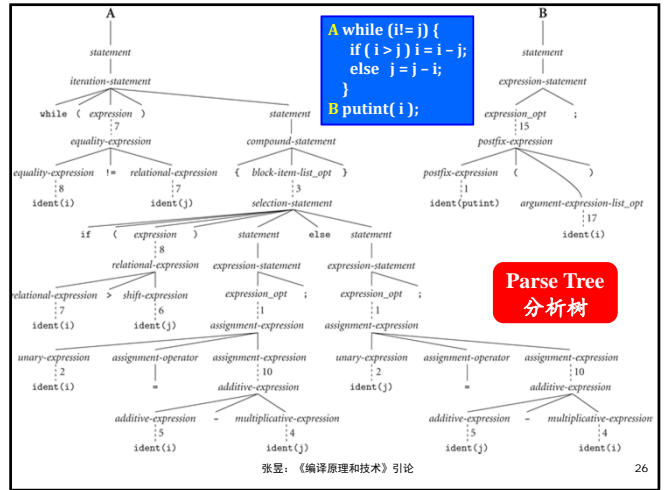 A
B
A while (i!= j) {
if ( i > j ) i = i – j;
else j = j – i;
}
B putint( i );
statement
statement
iteration-statement
expression-statement
while ( expression ) statement
expression_opt ;
7
15
equality-expression compound-statement
postfix-expression
equality-expression != relational-expression { block-item-list_opt }
postfix-expression ( )
8 7 3
1
ident(i) ident(j) selection-statement
ident(putint) argument-expression-list_opt
17
if ( expression ) statement else statement
ident(i)
8
relational-expression expression-statement expression-statement
Parse Tree
分析树
relational-expression > shift-expression expression_opt ; expression_opt ;
7 6 1 1
ident(i) ident(j) assignment-expression assignment-expression
unary-expression assignment-operator assignment-expression unary-expression assignment-operator assignment-expression
2 10 2 10
ident(i) = additive-expression ident(j) = additive-expression
additive-expression – multiplicative-expression additive-expression – multiplicative-expression
5 4 5 4
ident(i) ident(j) ident(j) ident(i)
张昱：《编译原理和技术》引论 26